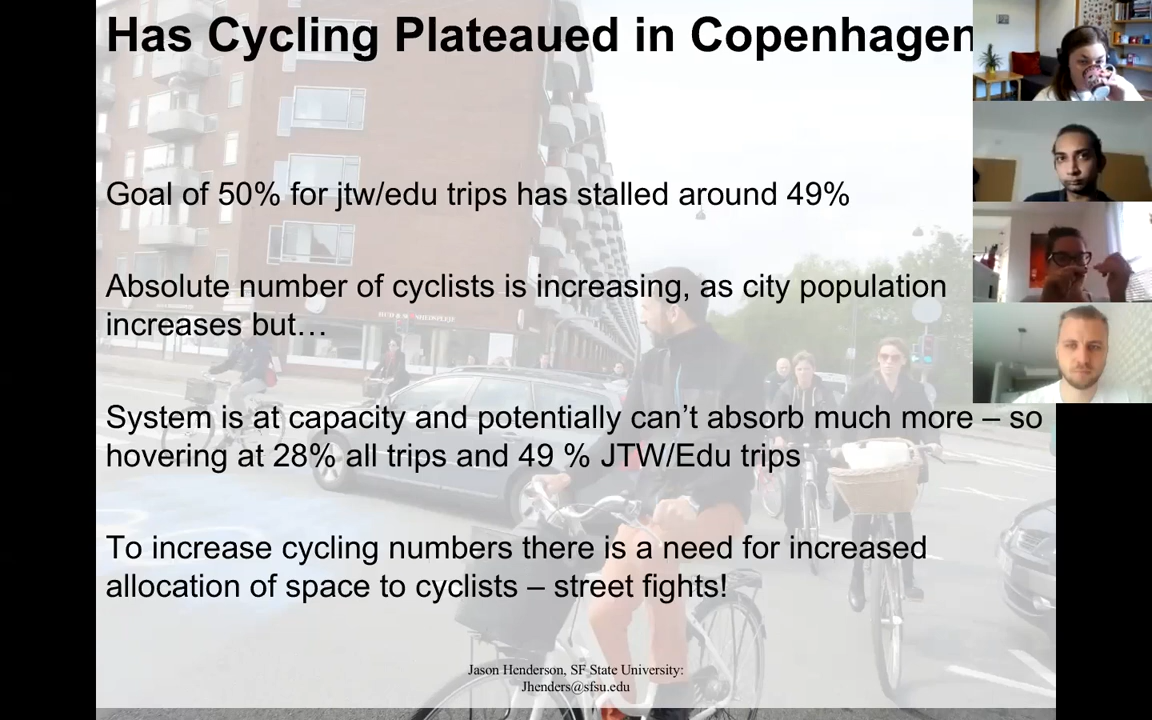 Has Cycling Plateaued in Copenhagen
Goal of 50% for jtw/edu trips has stalled around 49%
Absolute number of cyclists is increasing, as city population
increases but…
System is at capacity and potentially can’t absorb much more – so
hovering at 28% all trips and 49 % JTW/Edu trips
To increase cycling numbers there is a need for increased
allocation of space to cyclists – street fights!
Jason Henderson, SF State University:
Jhenders@sfsu.edu